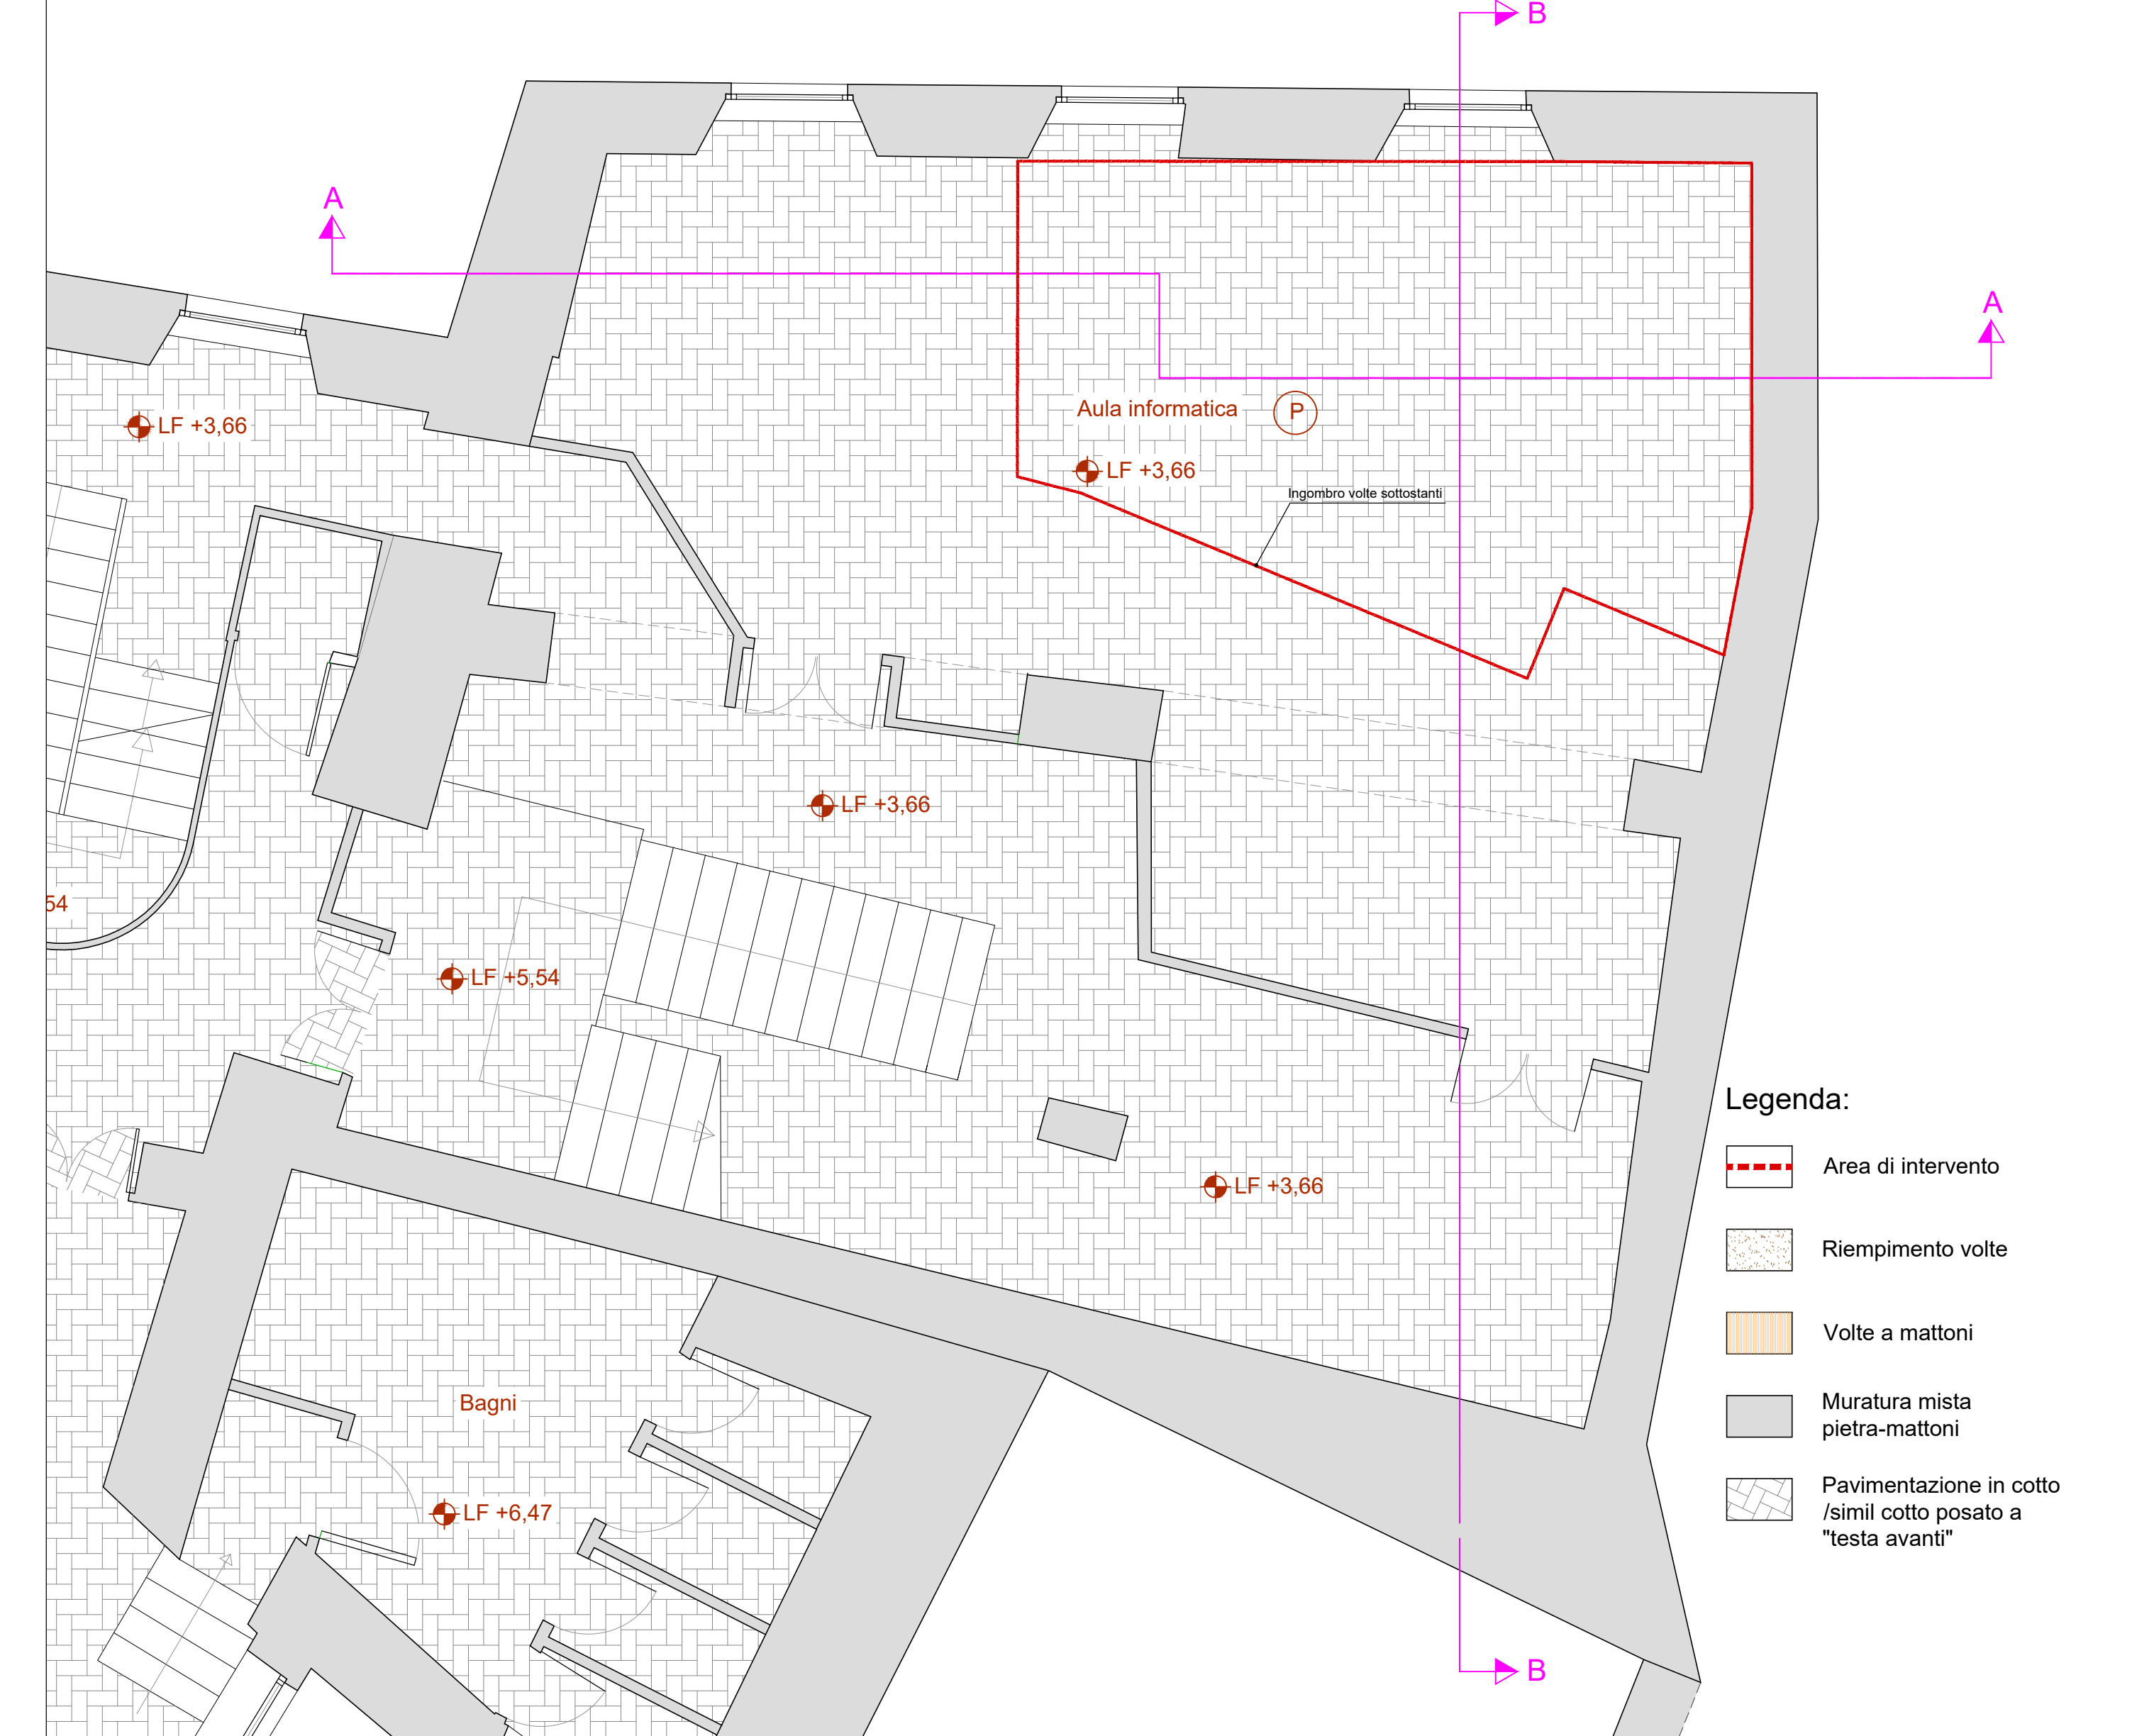 B
A
A
LF +3,66
Aula informatica
P
LF +3,66
Ingombro volte sottostanti
LF +3,66
54
LF +5,54
LF +3,66
Bagni
LF +6,47
B
Legenda:
Area di intervento
Riempimento volte
Volte a mattoni
Muratura mista
pietra-mattoni
Pavimentazione in cotto
/simil cotto posato a
"testa avanti"